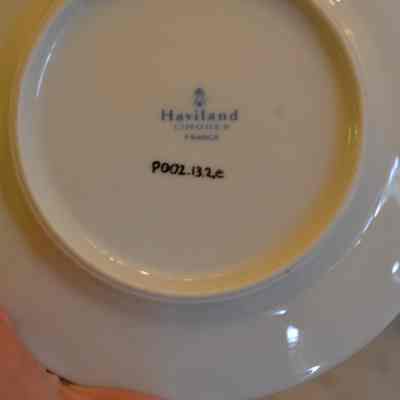 Haviland
LIMOGES
FRANCE
P002.13.2.e